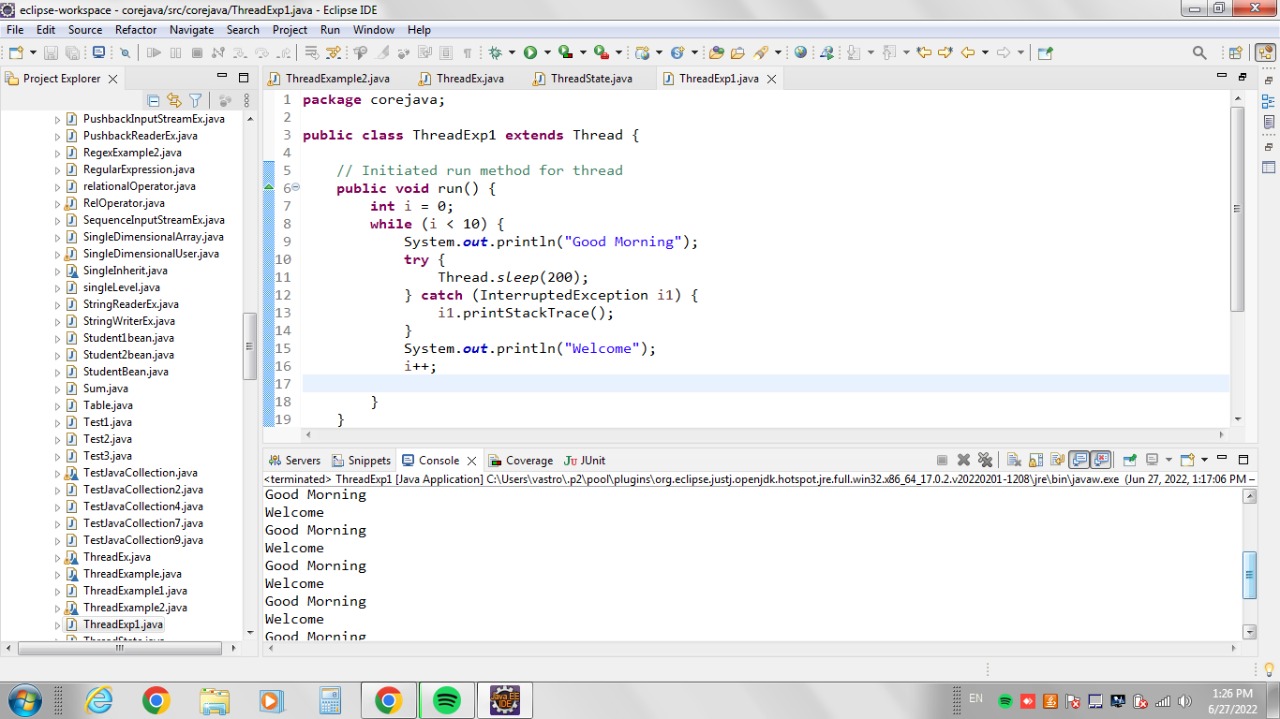 eclipse-workspace - corejava/src/corejava/ThreadExp1.java - Eclipse IDE
File Edit Source Refactor Navigate Search Project Run Window Help
Project Explorer
PushbackInputStreamEx.java
PushbackReaderEx.java
RegexExample2.java
RegularExpression.java
relationalOperator.java
RelOperator.java
SequenceInputStreamEx.java
SingleDimensionalArray.java
SingleDimensionalUser.java
SingleInherit.java
singleLevel.java
StringReaderEx.java
StringWriterEx.java
Student1bean.java
Student2bean.java
StudentBean.java
Sum.java
Table.java
Test1.java
Test2.java
Test3.java
TestJavaCollection.java
TestJavaCollection2.java
TestJavaCollection4.java
TestJavaCollection7.java
TestJavaCollection9.java
ThreadEx.java
ThreadExample.java
ThreadExample1.java
ThreadExample2.java
ThreadExp1.java
ThreadState.java
ThreadExample2.java ThreadEx.java ThreadState.java ThreadExp1.java
1 package corejava;
2
3 public class ThreadExp1 extends Thread {
4
5 // Initiated run method for thread
6 public void run() {
7 int i = 0;
8 while (i < 10) {
9 System.out.println("Good Morning");
10 try {
11 Thread.sleep(200);
12 } catch (InterruptedException i1) {
13 i1.printStackTrace();
14 }
15 System.out.println("Welcome");
16 i++;
17
18 }
19 }
Servers Snippets Console Coverage JUnit
<terminated> ThreadExp1 [Java Application] C:\Users\vastro\.p2\pool\plugins\org.eclipse.justj.openjdk.hotspot.jre.full.win32.x86_64_17.0.2.v20220201-1208\jre\bin\javaw.exe (Jun 27, 2022, 1:17:06 PM –
Good Morning
Welcome
Good Morning
Welcome
Good Morning
Welcome
Good Morning
Welcome
Good Morning
Java EE
IDE
EN
1:26 PM
6/27/2022